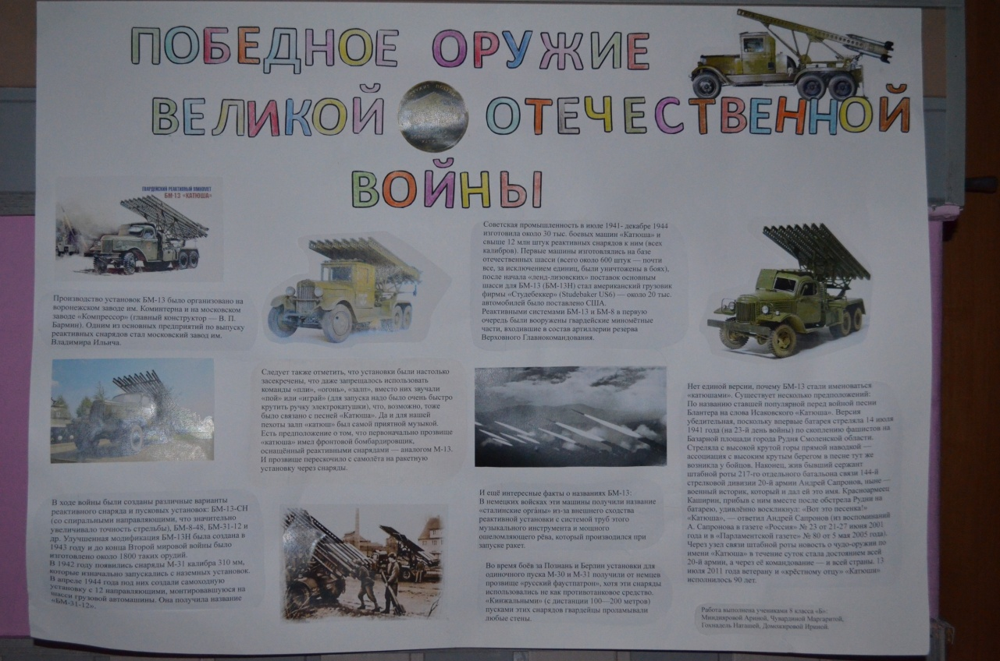 ПОБЕДНОЕ ОРУЖИЕ
ВЕЛИКОЙ ОТЕЧЕСТВЕННОЙ
ВОЙНЫ
ГВАРДЕЙСКИЙ РЕАКТИВНЫЙ МИНОМЕТ
БМ-13 «КАТЮША»
Производство установок БМ-13 было организовано на
воронежском заводе им. Коминтерна и на московском
заводе «Компрессор» (главный конструктор — В. П.
Бармин). Одним из основных предприятий по выпуску
реактивных снарядов стал московский завод им.
Владимира Ильича.
В ходе войны были созданы различные варианты
реактивного снаряда и пусковых установок: БМ-13-СН
(со спиральными направляющими, что значительно
увеличивало точность стрельбы), БМ-8-48, БМ-31-12 и
др. Улучшенная модификация БМ-13Н была создана в
1943 году и до конца Второй мировой войны было
изготовлено около 1800 таких орудий.
В 1942 году появились снаряды М-31 калибра 310 мм,
которые изначально запускались с наземных установок.
В апреле 1944 года под них создали самоходную
установку с 12 направляющими, монтировавшуюся на
шасси грузовой автомашины. Она получила название
«БМ-31-12».
Следует также отметить, что установки были настолько
засекречены, что даже запрещалось использовать
команды «пли», «огонь», «залп», вместо них звучали
«пой» или «играй» (для запуска надо было очень быстро
крутить ручку электрокатушки), что, возможно, тоже
было связано с песней «Катюша». Да и для нашей
пехоты залп «катюш» был самой приятной музыкой.
Есть предположение о том, что первоначально прозвище
«катюша» имел фронтовой бомбардировщик,
оснащённый реактивными снарядами — аналогом М-13.
И прозвище перескочило с самолёта на ракетную
установку через снаряды.
Советская промышленность в июле 1941- декабре 1944
изготовила около 30 тыс. боевых машин «Катюша» и
свыше 12 млн штук реактивных снарядов к ним (всех
калибров). Первые машины изготовлялись на базе
отечественных шасси (всего около 600 штук — почти
все, за исключением единиц, были уничтожены в боях),
после начала «ленд-лизовских» поставок основным
шасси для БМ-13 (БМ-13Н) стал американский грузовик
фирмы «Студебеккер» (Studebaker US6) — около 20 тыс.
автомобилей было поставлено США.
Реактивными системами БМ-13 и БМ-8 в первую
очередь были вооружены гвардейские миномётные
части, входившие в состав артиллерии резерва
Верховного Главнокомандования.
И ещё интересные факты о названиях БМ-13:
В немецких войсках эти машины получили название
«сталинские орга́ны» из-за внешнего сходства
реактивной установки с системой труб этого
музыкального инструмента и мощного
ошеломляющего рёва, который производился при
запуске ракет.
Во время боёв за Познань и Берлин установки для
одиночного пуска М-30 и М-31 получили от немцев
прозвище «русский фаустпатрон», хотя эти снаряды
использовались не как противотанковое средство.
«Кинжальными» (с дистанции 100—200 метров)
пусками этих снарядов гвардейцы проламывали
любые стены.
Нет единой версии, почему БМ-13 стали именоваться
«катюшами». Существует несколько предположений:
По названию ставшей популярной перед войной песни
Блантера на слова Исаковского «Катюша». Версия
убедительная, поскольку впервые батарея стреляла 14 июля
1941 года (на 23-й день войны) по скоплению фашистов на
Базарной площади города Рудня Смоленской области.
Стреляла с высокой крутой горы прямой наводкой —
ассоциация с высоким крутым берегом в песне тут же
возникла у бойцов. Наконец, жив бывший сержант
штабной роты 217-го отдельного батальона связи 144-й
стрелковой дивизии 20-й армии Андрей Сапронов, ныне —
военный историк, который и дал ей это имя. Красноармеец
Каширин, прибыв с ним вместе после обстрела Рудни на
батарею, удивлённо воскликнул: «Вот это песенка!»
«Катюша», — ответил Андрей Сапронов (из воспоминаний
А. Сапронова в газете «Россия» № 23 от 21-27 июня 2001
года и в «Парламентской газете» № 80 от 5 мая 2005 года).
Через узел связи штабной роты новость о чудо-оружии по
имени «Катюша» в течение суток стала достоянием всей
20-й армии, а через её командование — и всей страны. 13
июля 2011 года ветерану и «крёстному отцу» «Катюши»
исполнилось 90 лет.
Работа выполнена учениками 8 класса «Б»:
Миндияровой Ариной, Чувардиной Маргаритой,
Наташей, Доможировой Ириной.